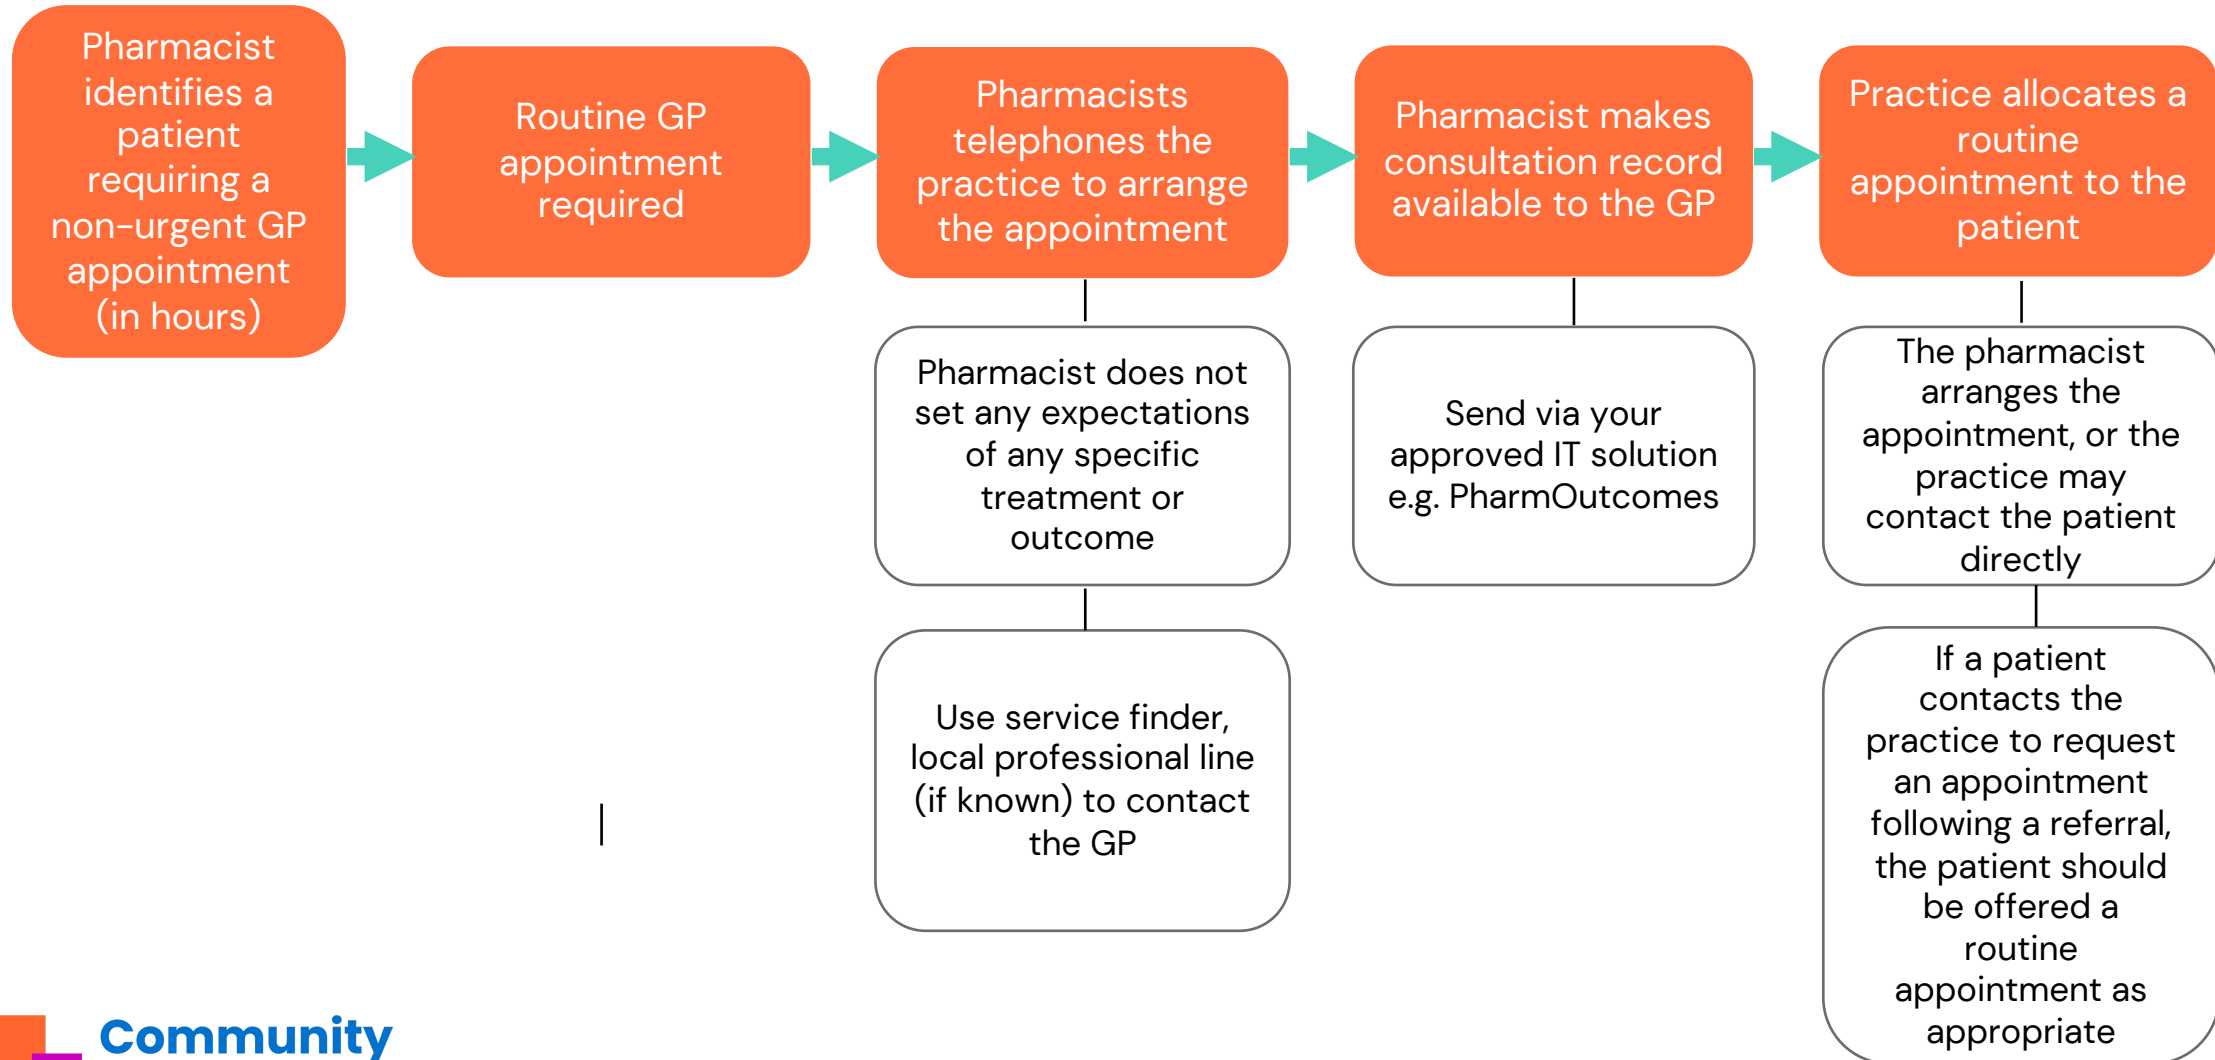 Pharmacist
identifies a
patient
requiring a
non-urgent GP
appointment
(in hours)
Routine GP
appointment
required
Pharmacists
telephones the
practice to arrange
the appointment
Pharmacist makes
consultation record
available to the GP
Practice allocates a
routine
appointment to the
patient
Pharmacist does not
set any expectations
of any specific
treatment or
outcome
Use service finder,
local professional line
(if known) to contact
the GP
Send via your
approved IT solution
e.g. PharmOutcomes
The pharmacist
arranges the
appointment, or the
practice may
contact the patient
directly
If a patient
contacts the
practice to request
an appointment
following a referral,
the patient should
be offered a
routine
appointment as
appropriate
Community